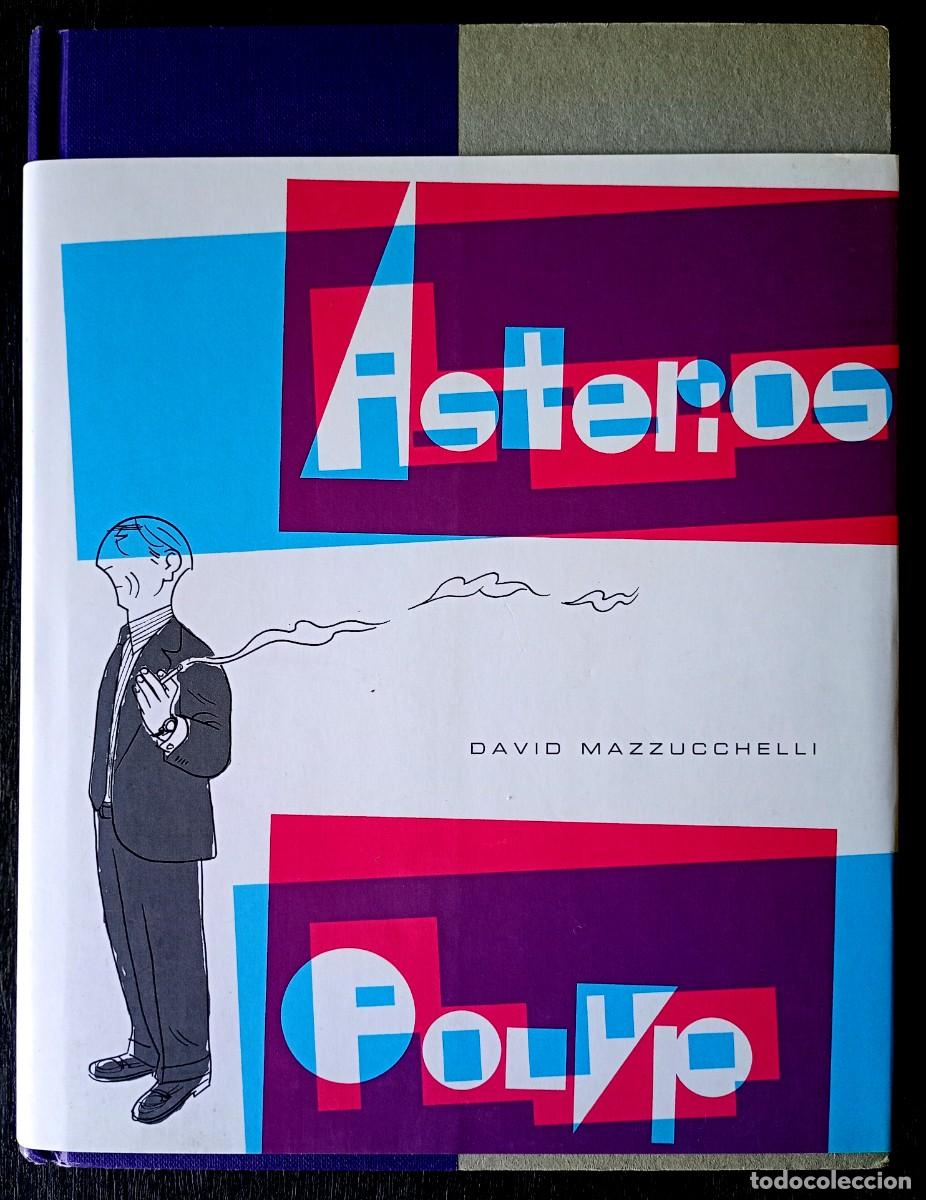 Asterios
DAVID MAZZUCCHELLI
Polyp
todocoleccion